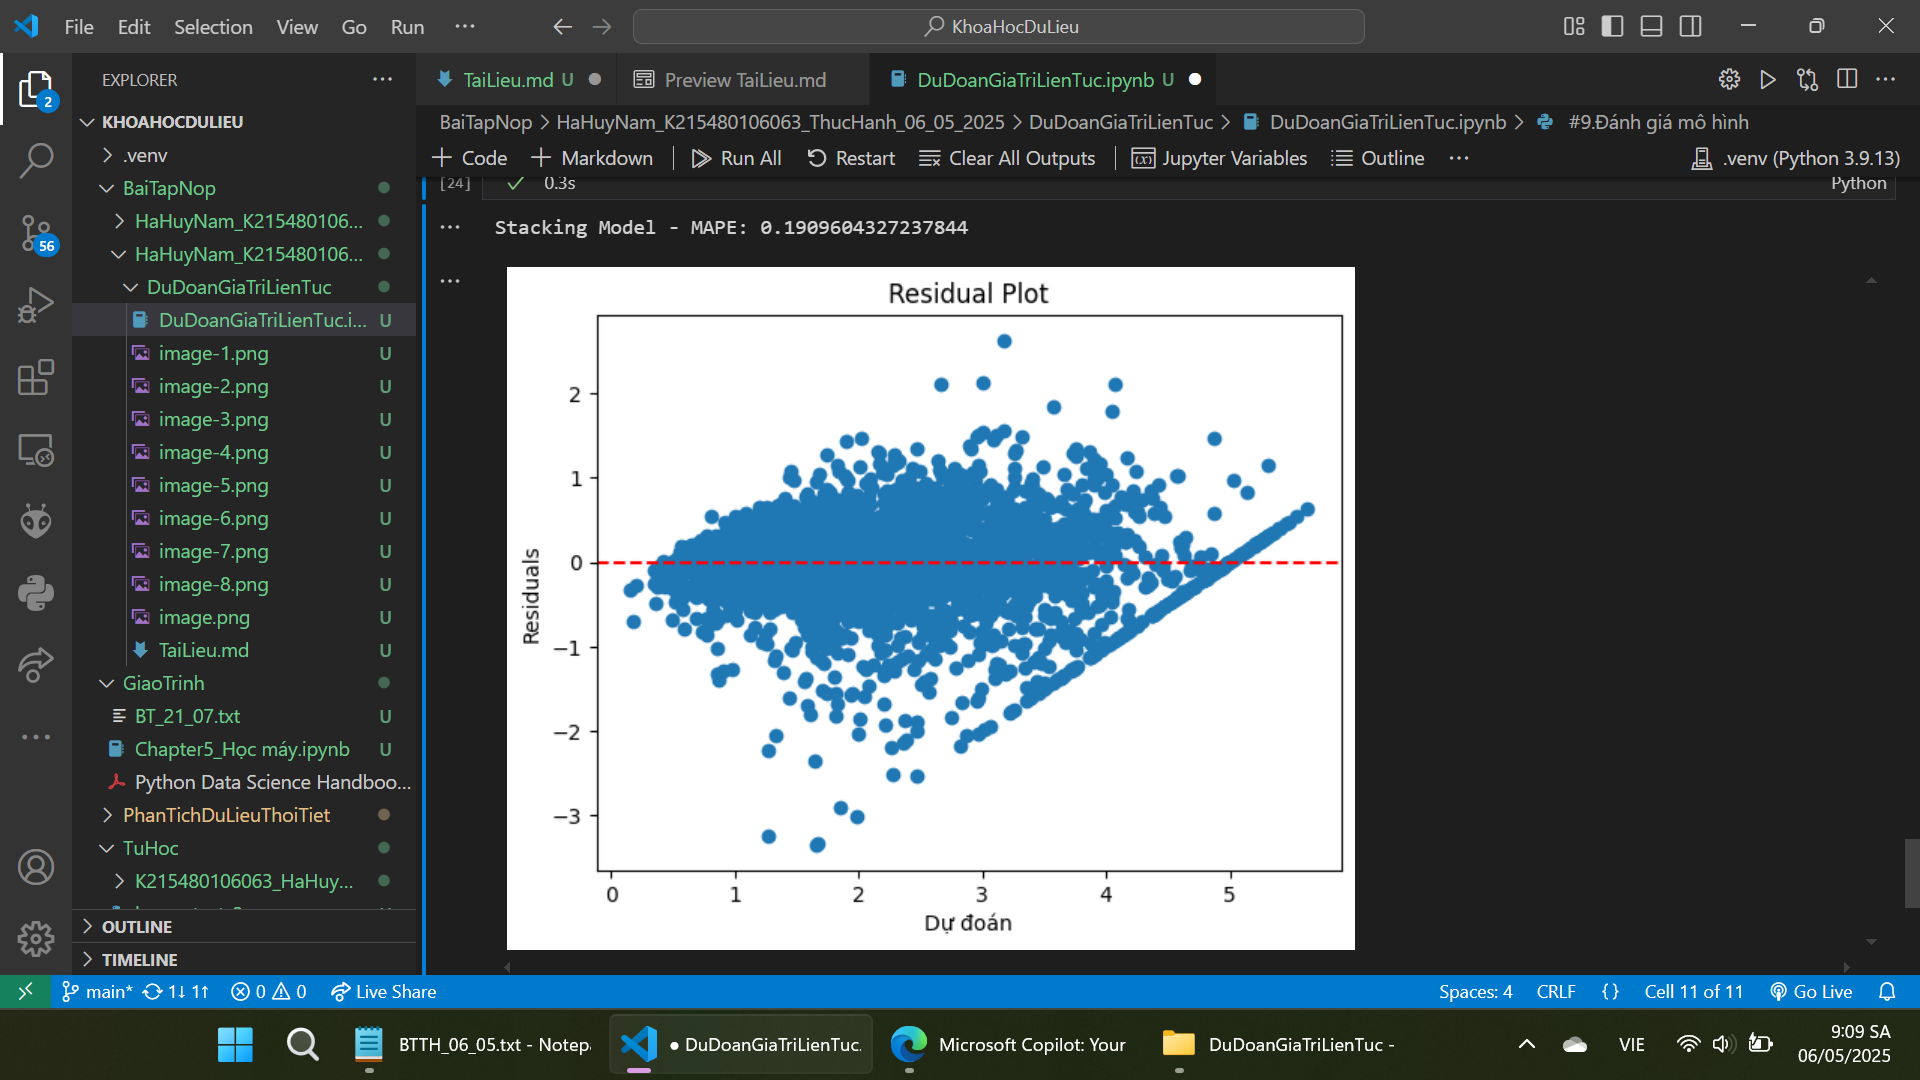 File Edit Selection View Go Run ···
KhoaHocDuLieu
EXPLORER ···
TaiLieu.md U
Preview TaiLieu.md
DuDoanGiaTriLienTuc.ipynb U
BaiTapNop > HaHuyNam_K215480106063_ThucHanh_06_05_2025 > DuDoanGiaTriLienTuc > DuDoanGiaTriLienTuc.ipynb > #9.Đánh giá mô hình
+ Code + Markdown Run All Restart Clear All Outputs Jupyter Variables Outline ··· .venv (Python 3.9.13)
2
56
KHOAHOCDULIEU
.venv
BaiTapNop
HaHuyNam_K215480106...
HaHuyNam_K215480106...
DuDoanGiaTriLienTuc
DuDoanGiaTriLienTuc.i... U
image-1.png U
image-2.png U
image-3.png U
image-4.png U
image-5.png U
image-6.png U
image-7.png U
image-8.png U
image.png U
TaiLieu.md U
GiaoTrinh
BT_21_07.txt U
Chapter5_Học máy.ipynb U
Python Data Science Handboo...
PhanTichDuLieuThoiTiet
TuHoc
K215480106063_HaHuy...
OUTLINE
TIMELINE
[24] 0.3s Python
Stacking Model - MAPE: 0.1909604327237844
Residual Plot
2
1
0
−1
−2
−3
Residuals
0 1 2 3 4 5
Dự đoán
main* 1↓ 1↑ 0 0 Live Share
Spaces: 4 CRLF {} Cell 11 of 11 Go Live
BTTH_06_05.txt - Notep
● DuDoanGiaTriLienTuc.
Microsoft Copilot: Your
DuDoanGiaTriLienTuc -
VIE
9:09 SA
06/05/2025